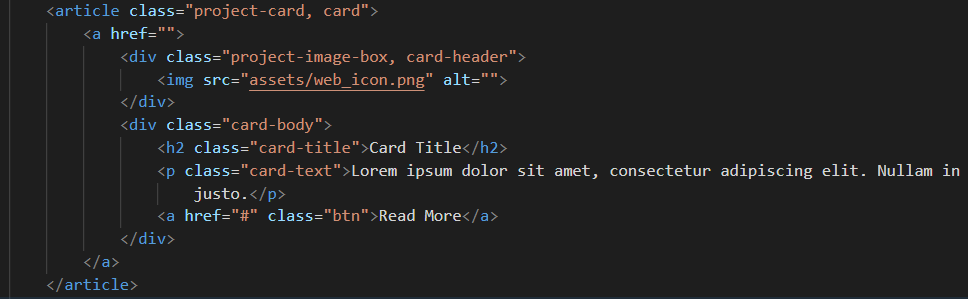 <article class="project-card, card">
<a href="">
<div class="project-image-box, card-header">
<img src="assets/web_icon.png" alt="">
</div>
<div class="card-body">
<h2 class="card-title">Card Title</h2>
<p class="card-text">Lorem ipsum dolor sit amet, consectetur adipiscing elit. Nullam in
justo.</p>
<a href="#" class="btn">Read More</a>
</div>
</a>
</article>